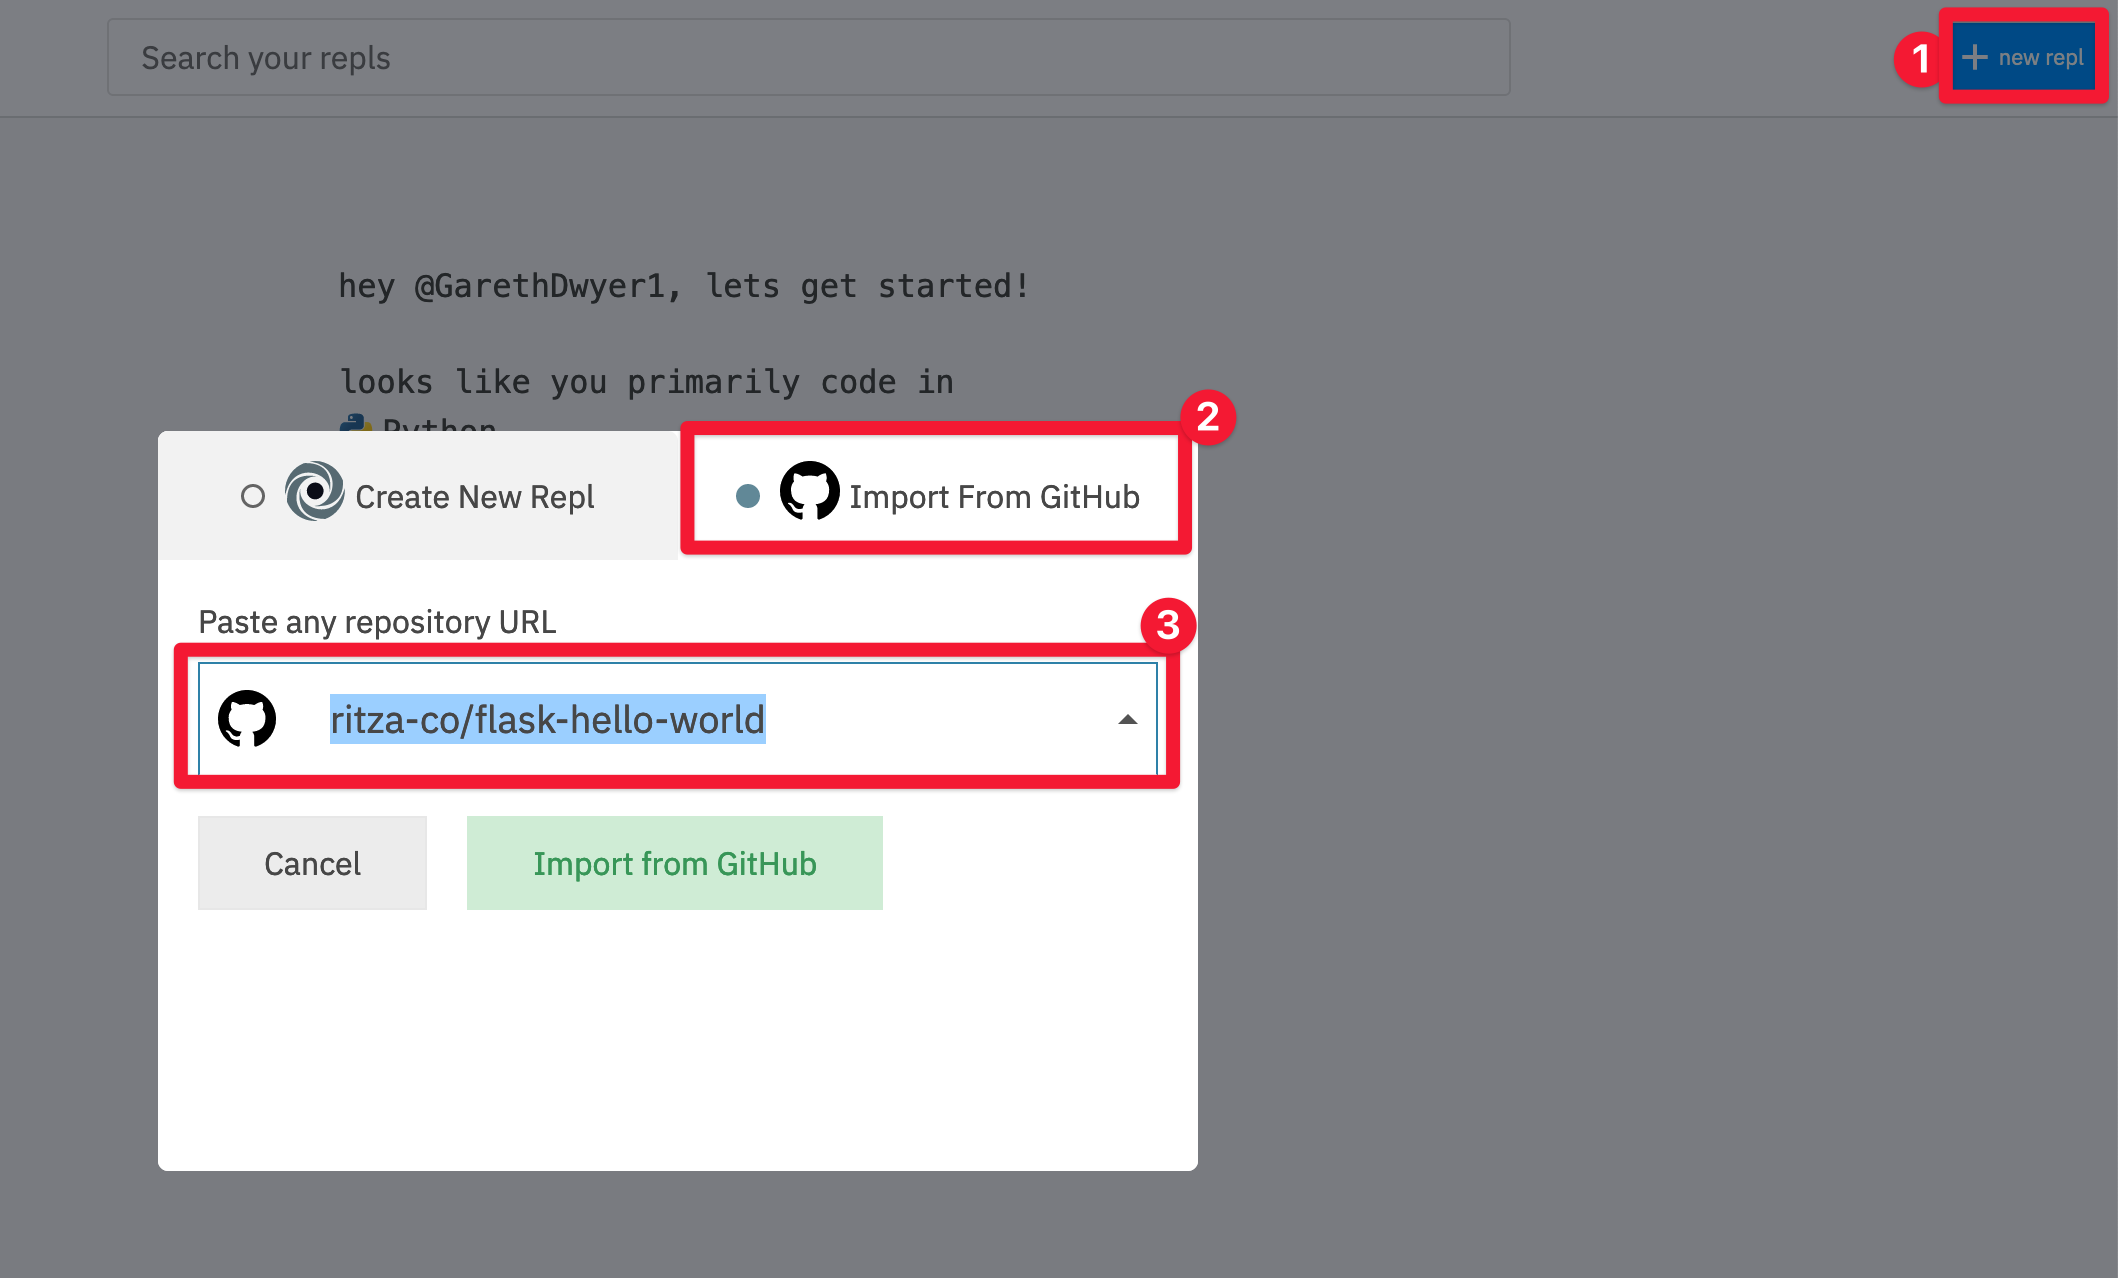 Search your repls
1
new repl
hey @GarethDwyer1, lets get started!
looks like you primarily code in
Python
2
Create New Repl
Import From GitHub
Paste any repository URL
3
ritza-co/flask-hello-world
Cancel
Import from GitHub